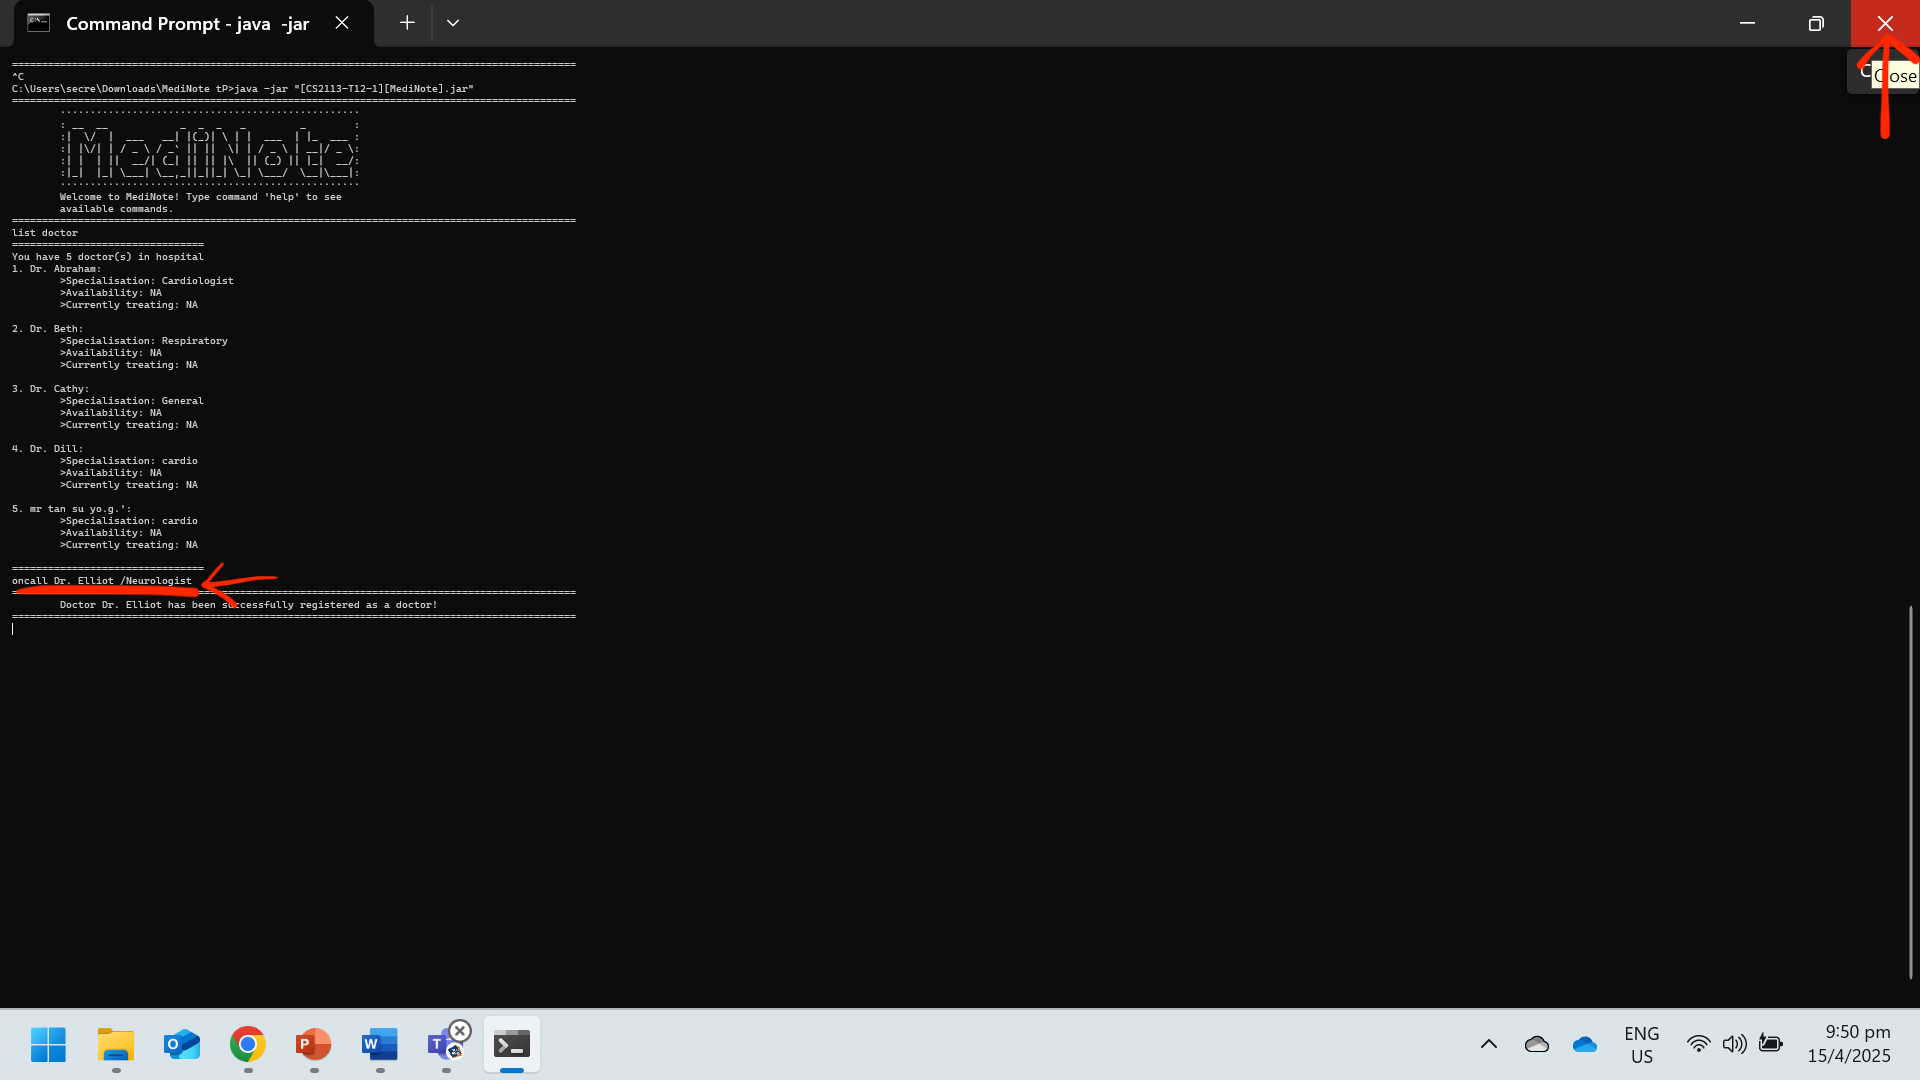 Command Prompt - java  -jar
Close
==============================================================================================
^C
C:\Users\secre\Downloads\MediNote tP>java -jar "[CS2113-T12-1][MediNote].jar"
==============================================================================================
MediNote
Welcome to MediNote! Type command 'help' to see
available commands.
==============================================================================================
list doctor
================================
You have 5 doctor(s) in hospital
1. Dr. Abraham:
>Specialisation: Cardiologist
>Availability: NA
>Currently treating: NA
2. Dr. Beth:
>Specialisation: Respiratory
>Availability: NA
>Currently treating: NA
3. Dr. Cathy:
>Specialisation: General
>Availability: NA
>Currently treating: NA
4. Dr. Dill:
>Specialisation: cardio
>Availability: NA
>Currently treating: NA
5. mr tan su yo.g.':
>Specialisation: cardio
>Availability: NA
>Currently treating: NA
================================
oncall Dr. Elliot /Neurologist
==============================================================================================
Doctor Dr. Elliot has been successfully registered as a doctor!
==============================================================================================
ENG
US
9:50 pm
15/4/2025